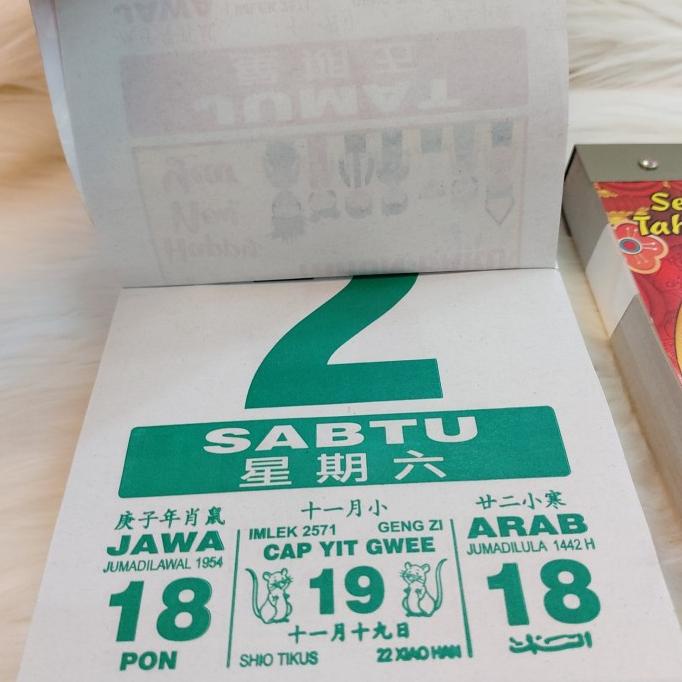 2
SABTU
星期六
庚子年肖鼠
JAWA
JUMADILAWAL 1954
18
PON
十一月小
IMLEK 2571 GENG ZI
CAP YIT GWEE
19
十一月十九日
SHIO TIKUS 22 XIAO HAN
廿二小寒
ARAB
JUMADILULA 1442 H
18
Se
Tah